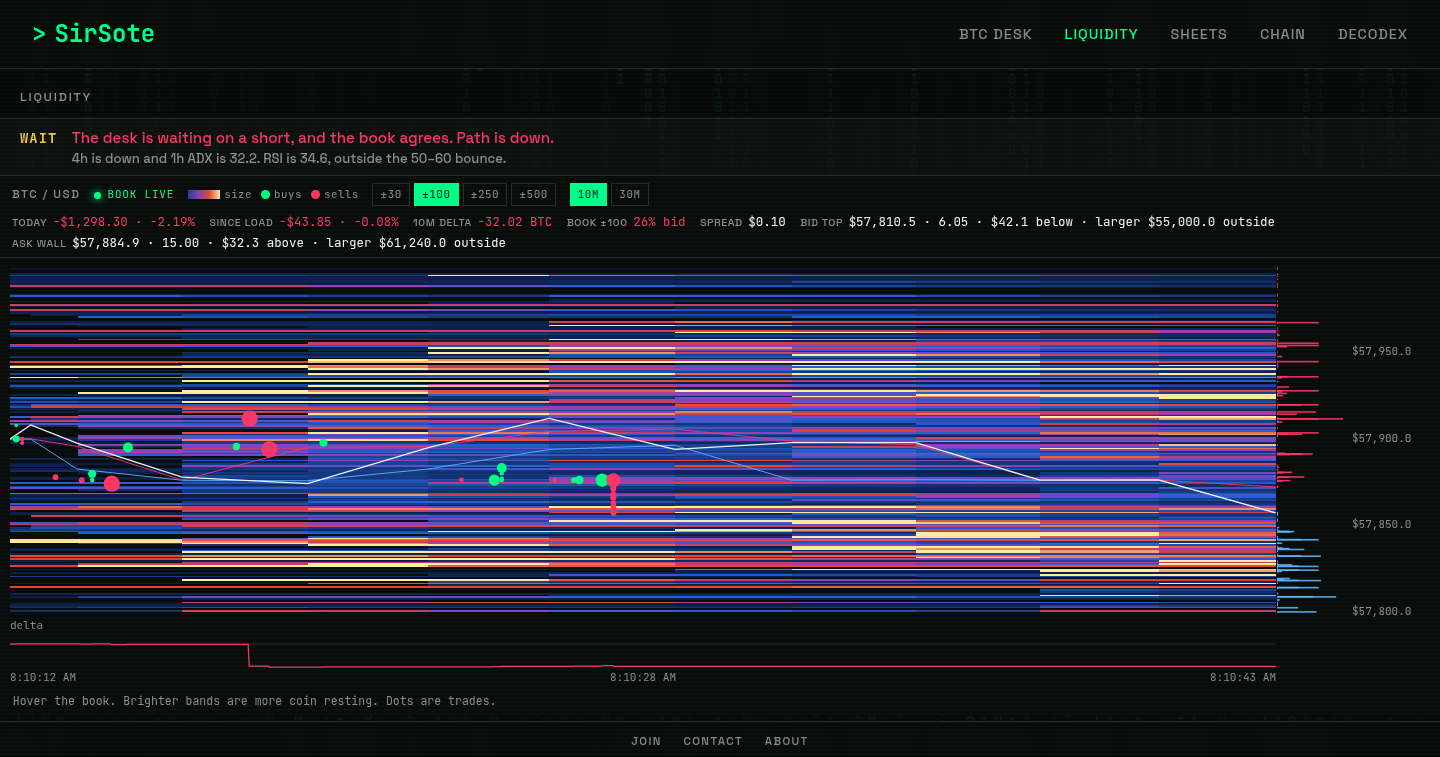 > SirSote
BTC DESK LIQUIDITY SHEETS CHAIN DECODEX
LIQUIDITY
WAIT The desk is waiting on a short, and the book agrees. Path is down.
4h is down and 1h ADX is 32.2. RSI is 34.6, outside the 50–60 bounce.
BTC / USD BOOK LIVE size buys sells ±30 ±100 ±250 ±500 10M 30M
TODAY -$1,298.30 · -2.19% SINCE LOAD -$43.85 · -0.08% 10M DELTA -32.02 BTC BOOK ±100 26% bid SPREAD $0.10 BID TOP $57,810.5 · 6.05 · $42.1 below · larger $55,000.0 outside
ASK WALL $57,884.9 · 15.00 · $32.3 above · larger $61,240.0 outside
$57,950.0
$57,900.0
$57,850.0
$57,800.0
delta
8:10:12 AM 8:10:28 AM 8:10:43 AM
Hover the book. Brighter bands are more coin resting. Dots are trades.
JOIN CONTACT ABOUT